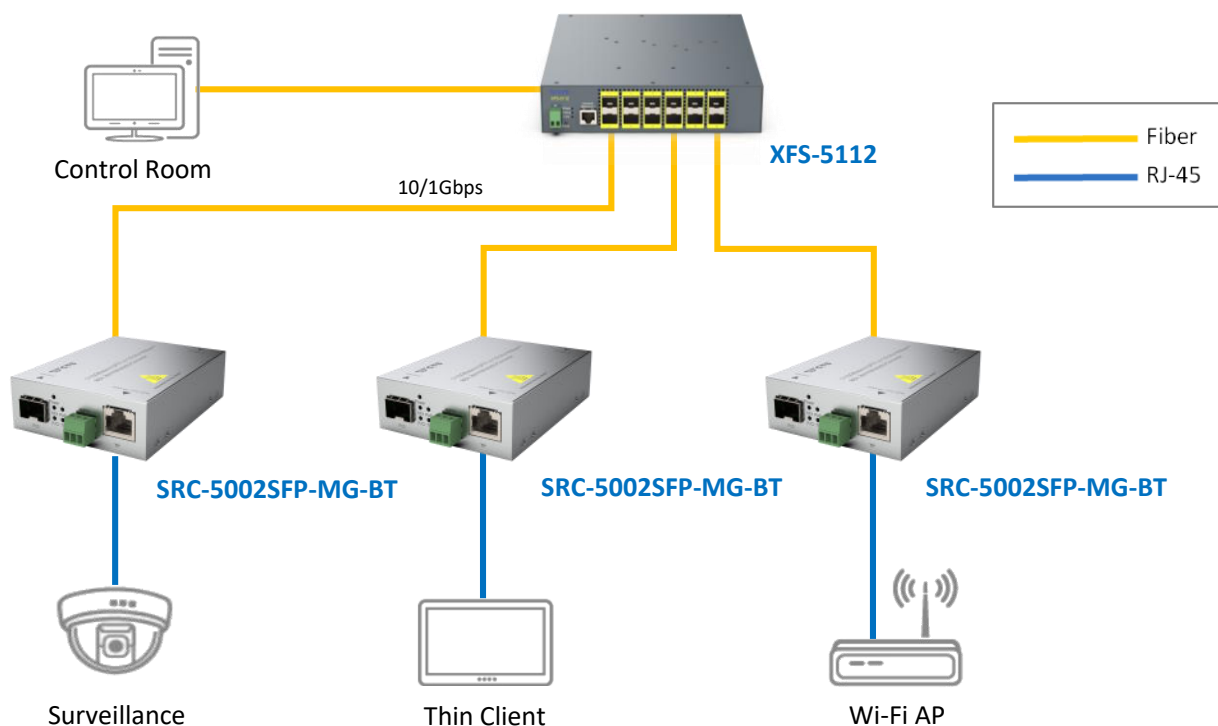 Control Room
XFS-5112
Fiber
RJ-45
10/1Gbps
SRC-5002SFP-MG-BT
SRC-5002SFP-MG-BT
SRC-5002SFP-MG-BT
Surveillance
Thin Client
Wi-Fi AP